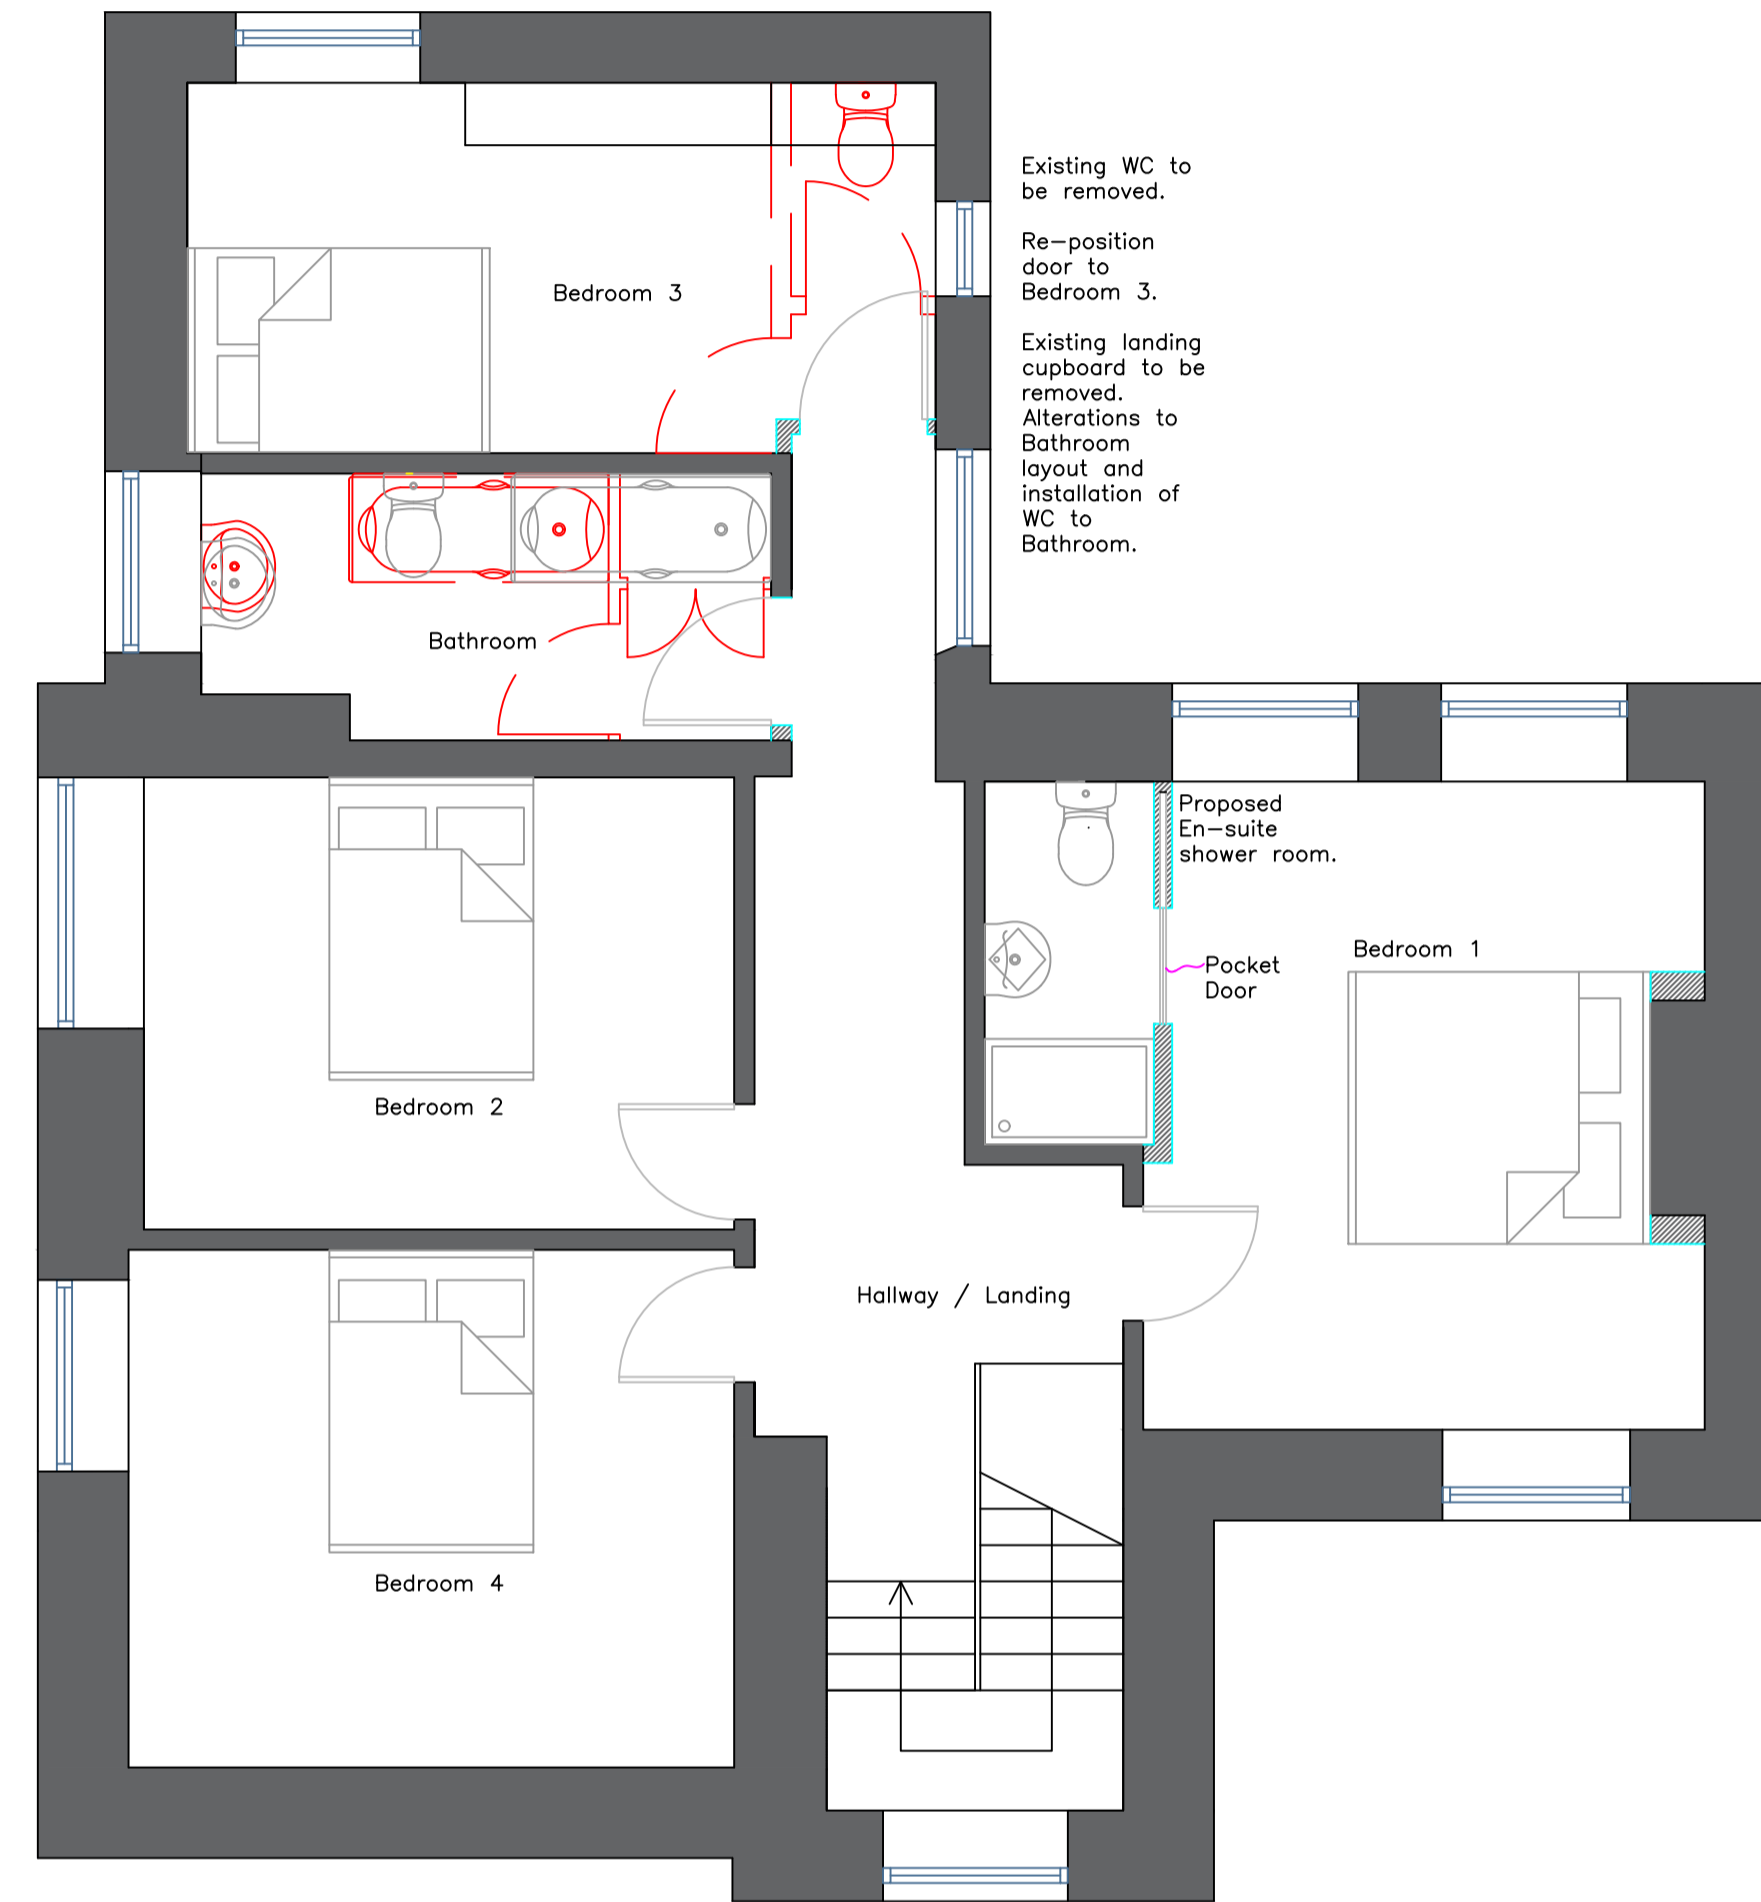 Existing WC to
be removed.
Re-position
door to
Bedroom 3.
Existing landing
cupboard to be
removed.
Alterations to
Bathroom
layout and
installation of
WC to
Bathroom.
Bedroom 3
Bathroom
Proposed
En-suite
shower room.
Bedroom 1
Pocket
Door
Bedroom 2
Hallway / Landing
Bedroom 4